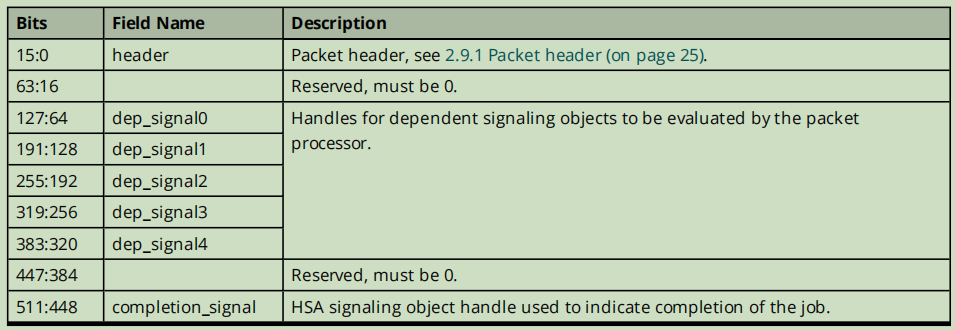 Bits Field Name Description
15:0 header Packet header, see 2.9.1 Packet header (on page 25).
63:16 Reserved, must be 0.
127:64 dep_signal0 Handles for dependent signaling objects to be evaluated by the packet
processor.
191:128 dep_signal1
255:192 dep_signal2
319:256 dep_signal3
383:320 dep_signal4
447:384 Reserved, must be 0.
511:448 completion_signal HSA signaling object handle used to indicate completion of the job.